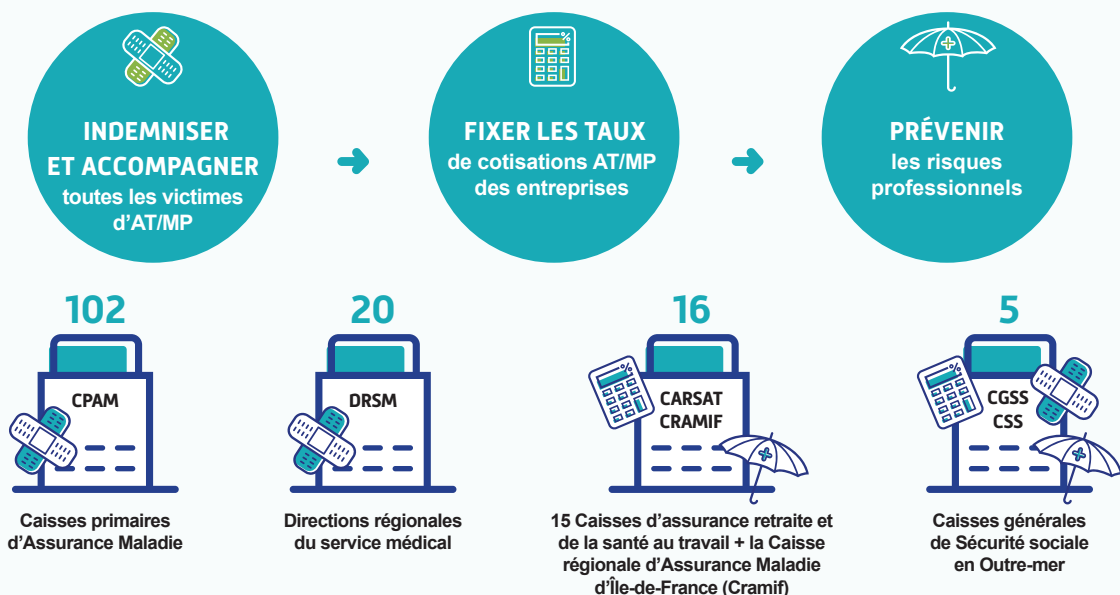 INDEMNISER
ET ACCOMPAGNER
toutes les victimes
d'AT/MP
FIXER LES TAUX
de cotisations AT/MP
des entreprises
PRÉVENIR
les risques
professionnels
102
CPAM
Caisses primaires
d'Assurance Maladie
20
DRSM
Directions régionales
du service médical
16
CARSAT
CRAMIF
15 Caisses d'assurance retraite et
de la santé au travail + la Caisse
régionale d'Assurance Maladie
d'Île-de-France (Cramif)
5
CGSS
CSS
Caisses générales
de Sécurité sociale
en Outre-mer